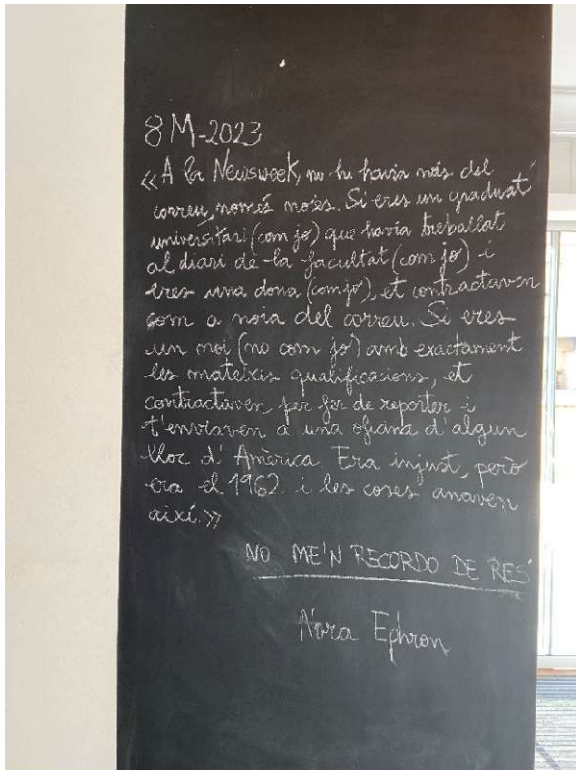 8M-2023
«A la Newsweek, no hi havia nois del
correu, només noies. Si eres un graduat
universitari (com jo) que havia treballat
al diari de la facultat (com jo) i
eres una dona (com jo), et contractaven
com a noia del correu. Si eres
un noi (no com jo) amb exactament
les mateixes qualificacions, et
contractaven per fer de reporter i
t'enviaven a una oficina d'algun
lloc d'Amèrica. Era injust, però
era el 1962 i les coses anaven
així.»
NO ME'N RECORDO DE RES
Nora Ephron